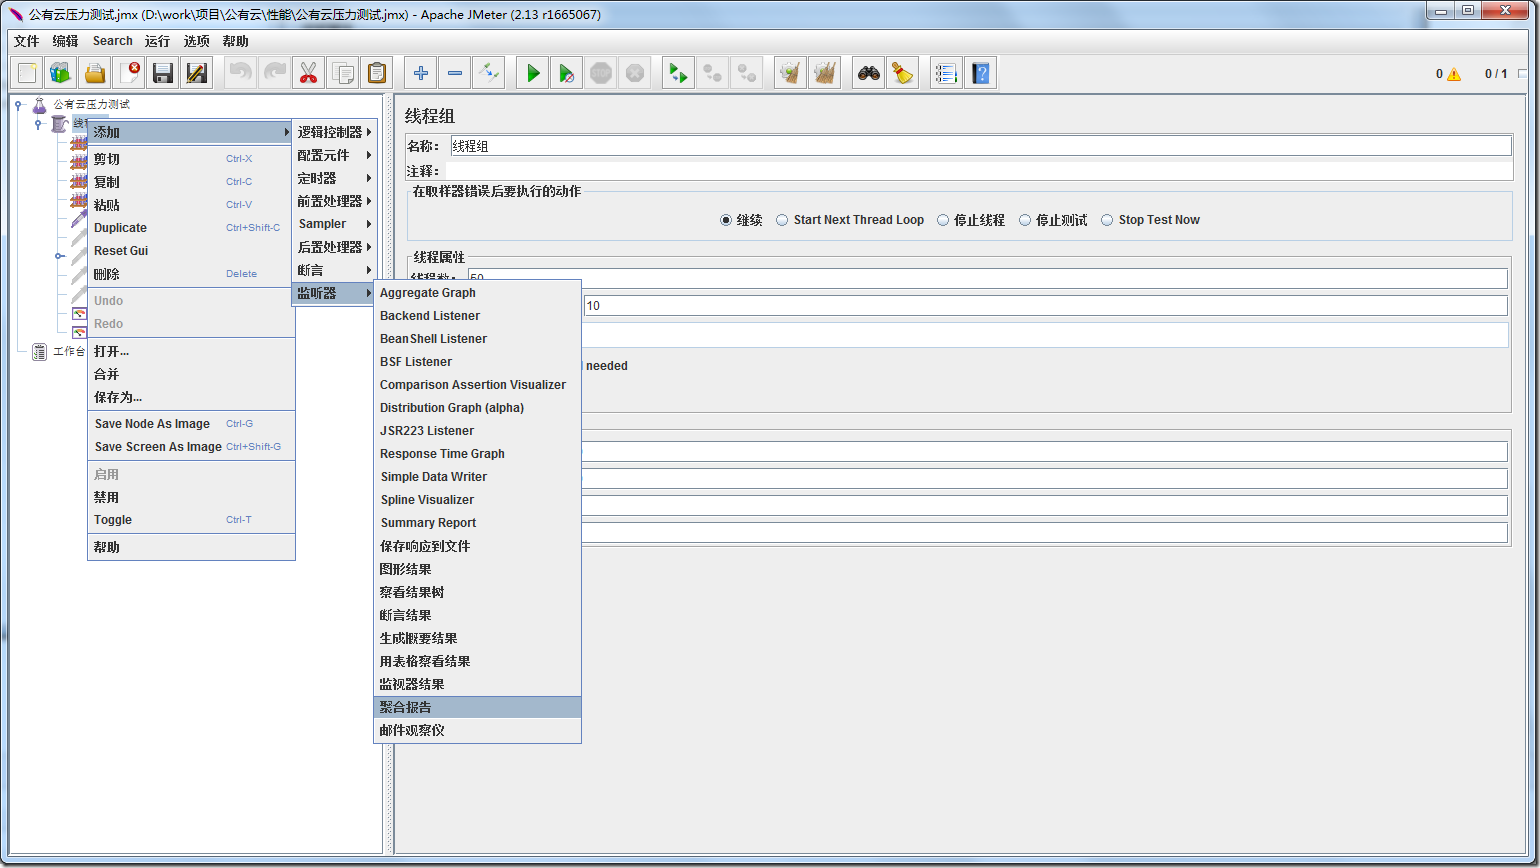 公有云压力测试.jmx (D:\work\项目\公有云\性能\公有云压力测试.jmx) - Apache JMeter (2.13 r1665067)
文件 编辑 Search 运行 选项 帮助
0 0 / 1
公有云压力测试
工作台
添加
剪切 Ctrl-X
复制 Ctrl-C
粘贴 Ctrl-V
Duplicate Ctrl+Shift-C
Reset Gui
删除 Delete
Undo
Redo
打开...
合并
保存为...
Save Node As Image Ctrl-G
Save Screen As Image Ctrl+Shift-G
启用
禁用
Toggle Ctrl-T
帮助
逻辑控制器
配置元件
定时器
前置处理器
Sampler
后置处理器
断言
监听器
Aggregate Graph
Backend Listener
BeanShell Listener
BSF Listener
Comparison Assertion Visualizer
Distribution Graph (alpha)
JSR223 Listener
Response Time Graph
Simple Data Writer
Spline Visualizer
Summary Report
保存响应到文件
图形结果
察看结果树
断言结果
生成概要结果
用表格察看结果
监视器结果
聚合报告
邮件观察仪
线程组
名称： 线程组
注释：
在取样器错误后要执行的动作
继续 Start Next Thread Loop 停止线程 停止测试 Stop Test Now
线程属性
线程数： 50
10
needed